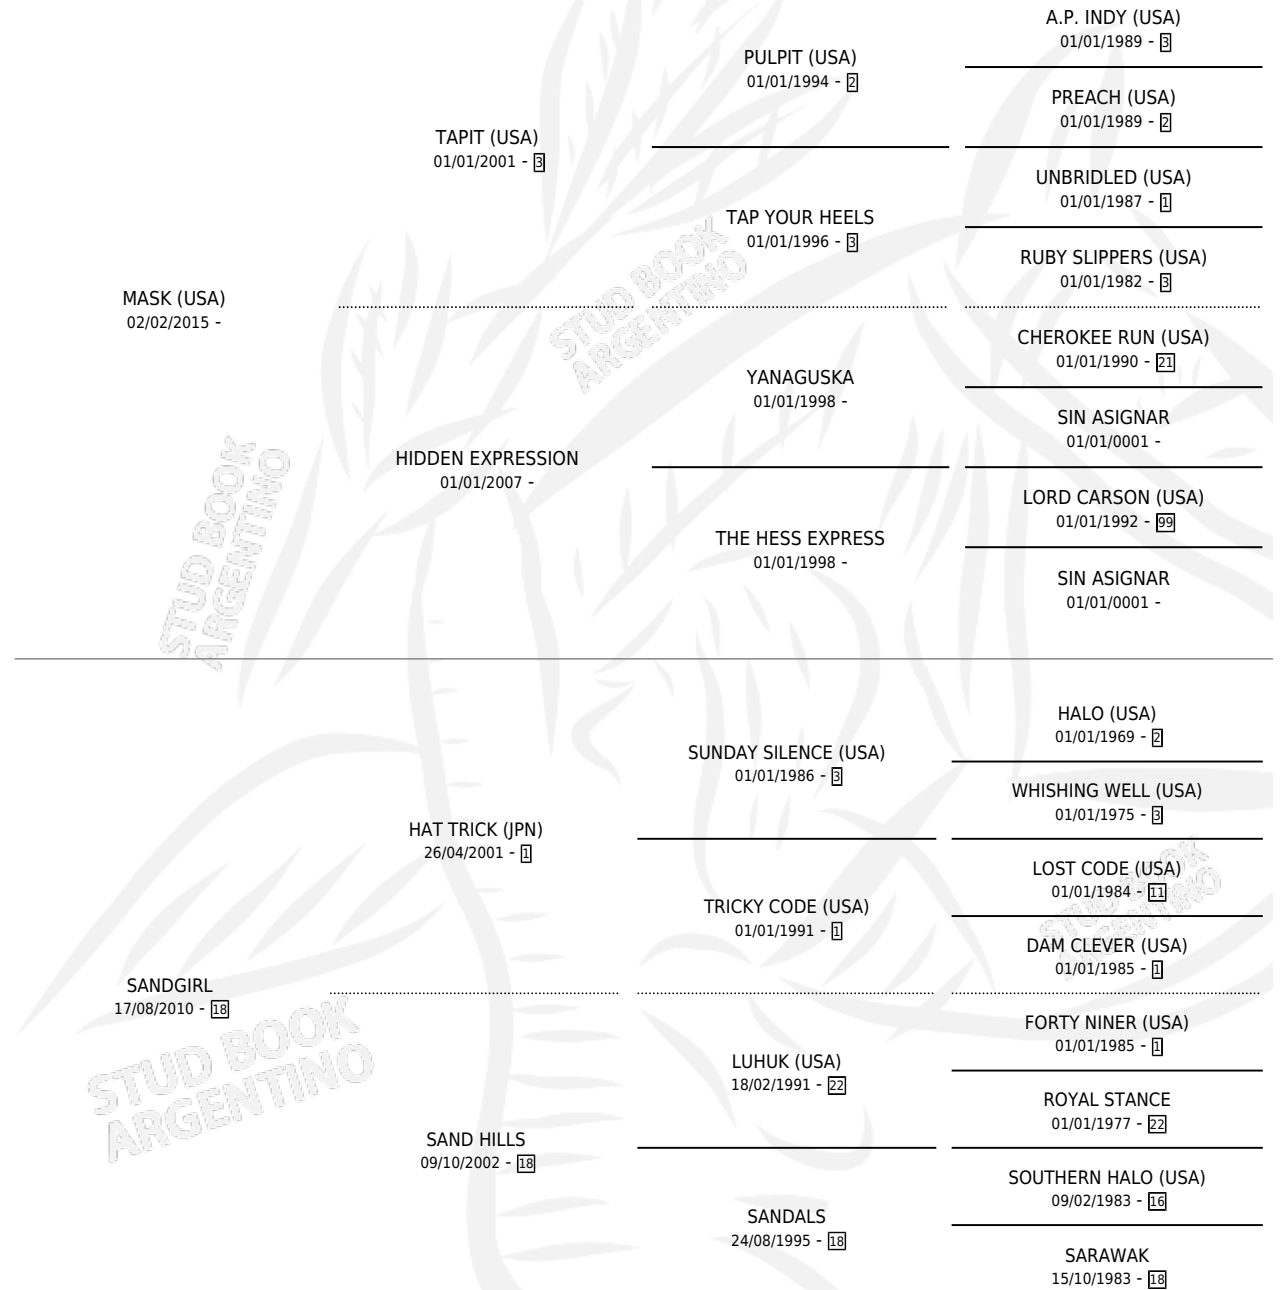 A.P. INDY (USA)
01/01/1989 - 3
PULPIT (USA)
01/01/1994 - 2
PREACH (USA)
01/01/1989 - 2
TAPIT (USA)
01/01/2001 - 3
UNBRIDLED (USA)
01/01/1987 - 1
TAP YOUR HEELS
01/01/1996 - 3
RUBY SLIPPERS (USA)
01/01/1982 - 3
MASK (USA)
02/02/2015 -
CHEROKEE RUN (USA)
01/01/1990 - 21
YANAGUSKA
01/01/1998 -
SIN ASIGNAR
01/01/0001 -
HIDDEN EXPRESSION
01/01/2007 -
LORD CARSON (USA)
01/01/1992 - 99
THE HESS EXPRESS
01/01/1998 -
SIN ASIGNAR
01/01/0001 -
HALO (USA)
01/01/1969 - 2
SUNDAY SILENCE (USA)
01/01/1986 - 3
WHISHING WELL (USA)
01/01/1975 - 3
HAT TRICK (JPN)
26/04/2001 - 1
LOST CODE (USA)
01/01/1984 - 11
TRICKY CODE (USA)
01/01/1991 - 1
DAM CLEVER (USA)
01/01/1985 - 1
SANDGIRL
17/08/2010 - 18
FORTY NINER (USA)
01/01/1985 - 1
LUHUK (USA)
18/02/1991 - 22
ROYAL STANCE
01/01/1977 - 22
SAND HILLS
09/10/2002 - 18
SOUTHERN HALO (USA)
09/02/1983 - 16
SANDALS
24/08/1995 - 18
SARAWAK
15/10/1983 - 18
STUD BOOK
ARGENTINO
STUD BOOK
ARGENTINO
STUD BOOK
ARGENTINO
STUD BOOK
ARGENTINO